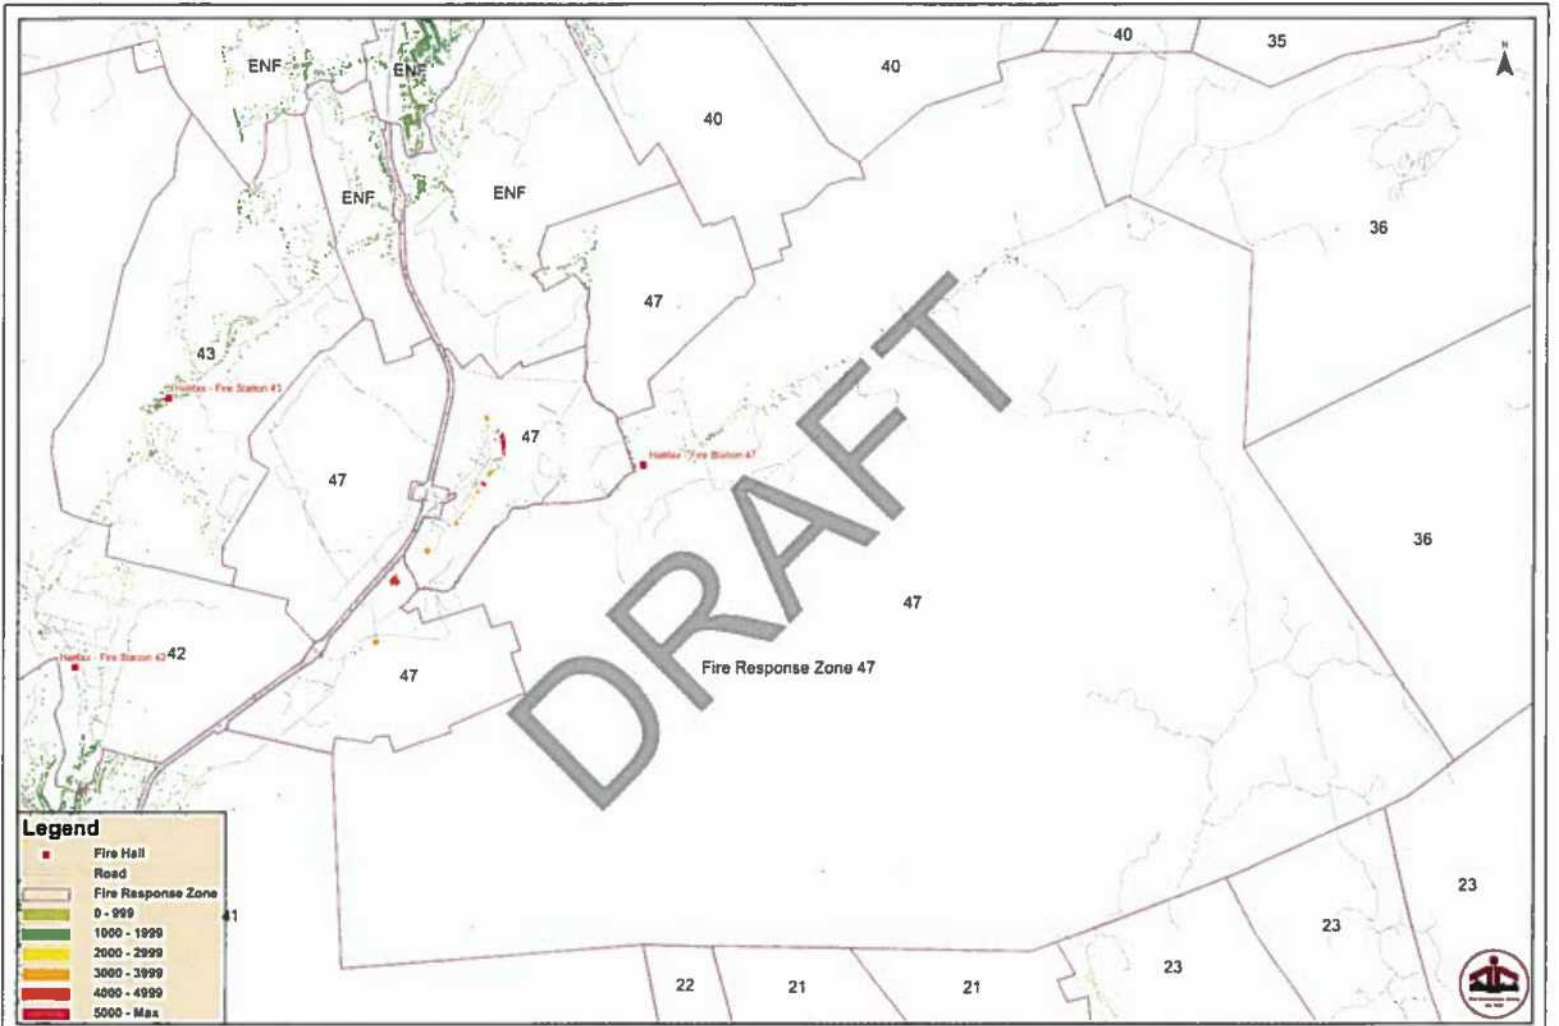 40
35
ENF
ENF
40
N
40
ENF
ENF
36
47
43
Halifax - Fire Station 43
47
Halifax - Fire Station 47
47
36
DRAFT
47
42
Halifax - Fire Station 42
Fire Response Zone 47
47
Legend
Fire Hall
Road
Fire Response Zone
0 - 999
41
1000 - 1999
2000 - 2999
3000 - 3999
4000 - 4999
5000 - Max
23
23
23
22
21
21